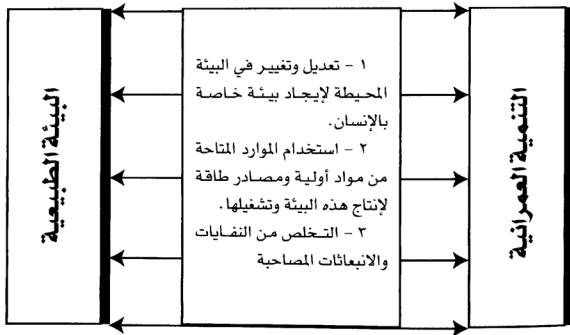 التنمية العمرانية
١ - تعديل وتغيير في البيئة
المحيطة لإيجاد بيئة خاصة
بالإنسان.
٢ - استخدام الموارد المتاحة
من مواد أولية ومصادر طاقة
لإنتاج هذه البيئة وتشغيلها.
٣ - التخلص من النفايات
والانبعاثات المصاحبة
البيئة الطبيعية